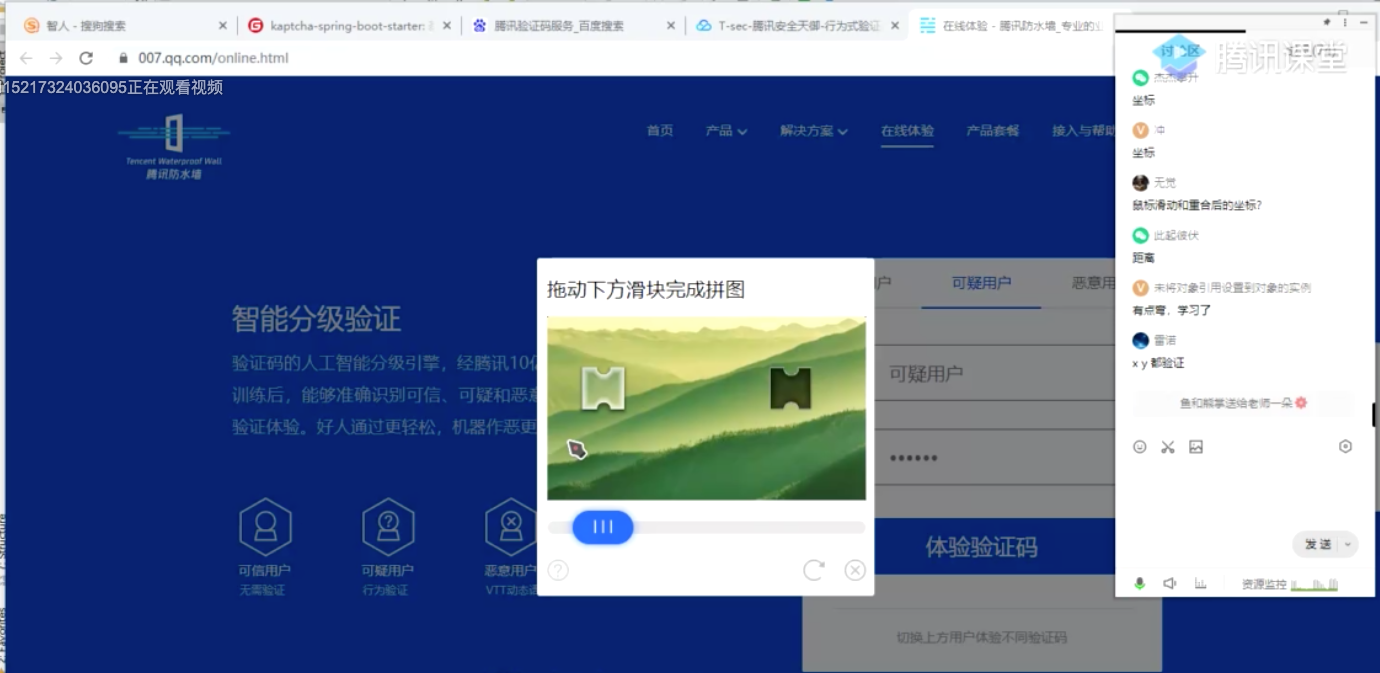 智人 - 搜狗搜索
kaptcha-spring-boot-starter:
腾讯验证码服务_百度搜索
T-sec-腾讯安全天御-行为式验证
在线体验 - 腾讯防水墙_专业的业
007.qq.com/online.html
15217324036095正在观看视频
腾讯课堂
讨论区
Tencent Waterproof Wall
腾讯防水墙
首页
产品
解决方案
在线体验
产品套餐
接入与帮助
智能分级验证
验证码的人工智能分级引擎，经腾讯10亿
训练后，能够准确识别可信、可疑和恶意
验证体验。好人通过更轻松，机器作恶更
可信用户
无需验证
可疑用户
行为验证
恶意用户
VTT动态语
拖动下方滑块完成拼图
户
可疑用户
恶意用
可疑用户
••••••
体验验证码
切换上方用户体验不同验证码
坐标
冲
坐标
无觉
鼠标滑动和重合后的坐标?
此起彼伏
距离
未将对象引用设置到对象的实例
有点弯，学习了
雷诺
x y 都验证
鱼和熊掌送给老师一朵
发送
资源监控
Structure
Favorites